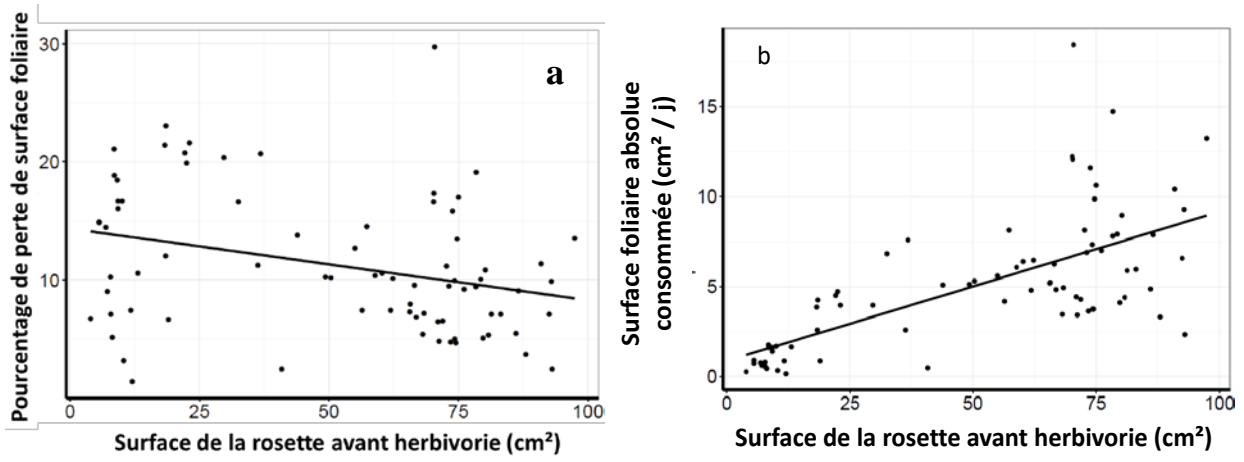 Pourcentage de perte de surface foliaire
30
20
10
0
25
50
75
100
a
Surface de la rosette avant herbivorie (cm²)
Surface foliaire absolue
consommée (cm² / j)
15
10
5
0
0
25
50
75
100
b
Surface de la rosette avant herbivorie (cm²)